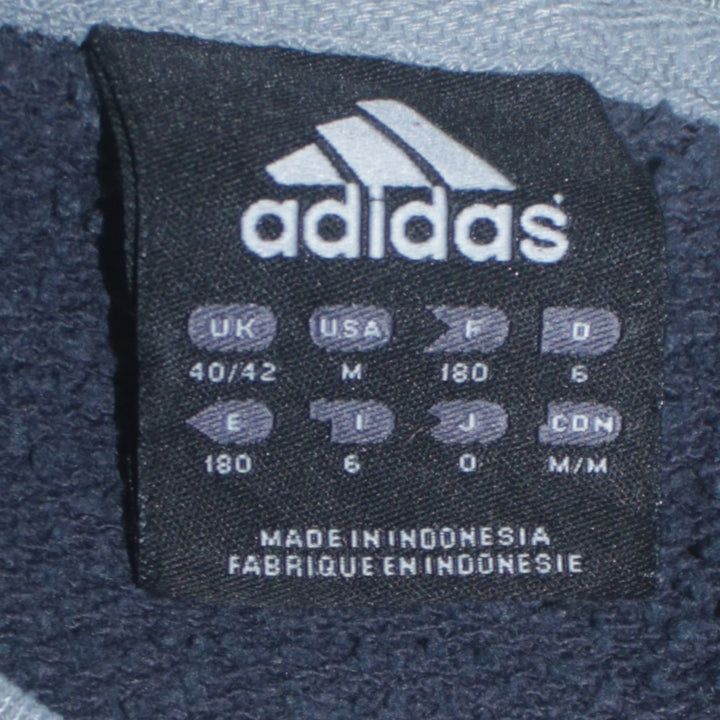 adidas
UK USA F D
40/42 M 180 6
E I J CDN
180 6 O M/M
MADE IN INDONESIA
FABRIQUE EN INDONESIE